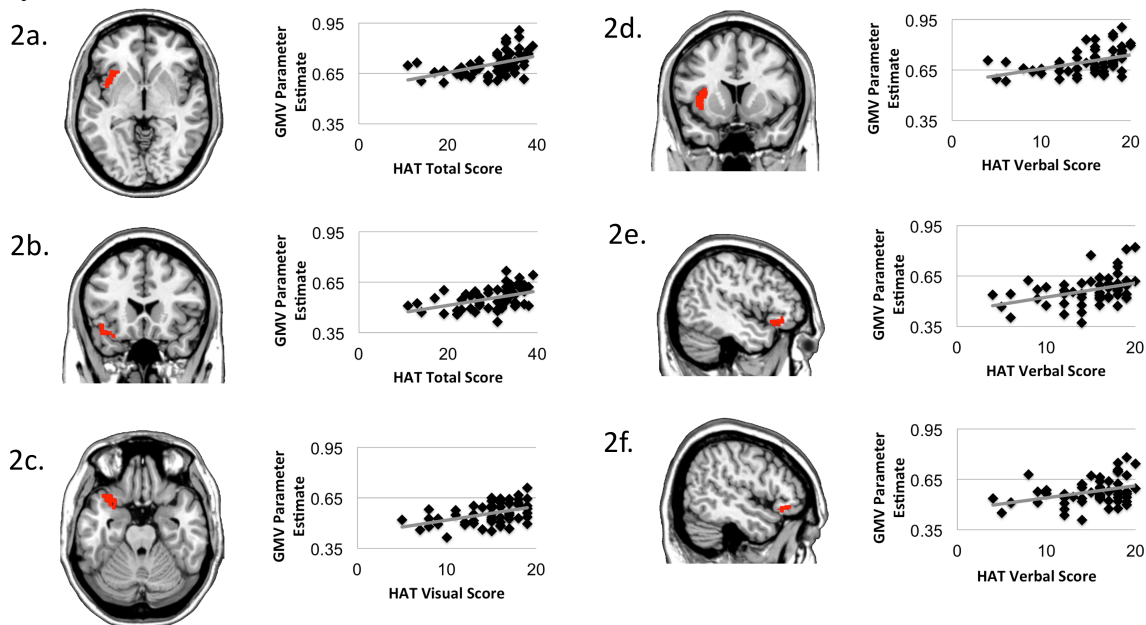 2a.
GMV Parameter
Estimate
0.95
0.65
0.35
0
20
40
HAT Total Score
2b.
GMV Parameter
Estimate
0.95
0.65
0.35
0
20
40
HAT Total Score
2c.
GMV Parameter
Estimate
0.95
0.65
0.35
0
10
20
HAT Visual Score
2d.
GMV Parameter
Estimate
0.95
0.65
0.35
0
10
20
HAT Verbal Score
2e.
GMV Parameter
Estimate
0.95
0.65
0.35
0
10
20
HAT Verbal Score
2f.
GMV Parameter
Estimate
0.95
0.65
0.35
0
10
20
HAT Verbal Score